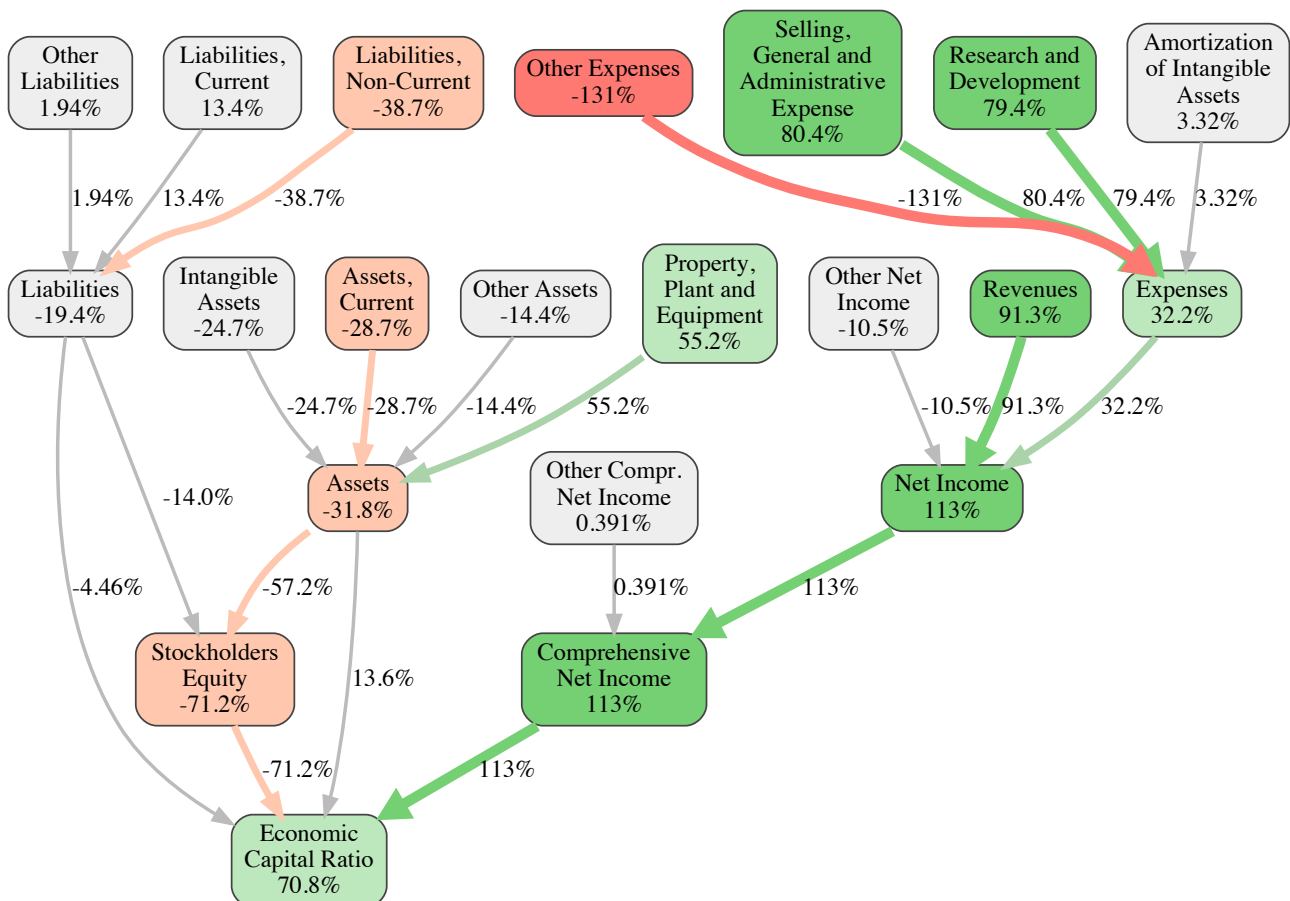 Other
Liabilities
1.94%
Liabilities,
Current
13.4%
Liabilities,
Non-Current
-38.7%
Other Expenses
-131%
Selling,
General and
Administrative
Expense
80.4%
Research and
Development
79.4%
Amortization
of Intangible
Assets
3.32%
1.94%
13.4%
-38.7%
-131%
80.4%
79.4%
3.32%
Liabilities
-19.4%
Intangible
Assets
-24.7%
Assets,
Current
-28.7%
Other Assets
-14.4%
Property,
Plant and
Equipment
55.2%
Other Net
Income
-10.5%
Revenues
91.3%
Expenses
32.2%
-24.7%
-28.7%
-14.4%
55.2%
-10.5%
91.3%
32.2%
Assets
-31.8%
Other Compr.
Net Income
0.391%
Net Income
113%
-14.0%
-4.46%
-57.2%
0.391%
113%
Stockholders
Equity
-71.2%
13.6%
Comprehensive
Net Income
113%
-71.2%
113%
Economic
Capital Ratio
70.8%